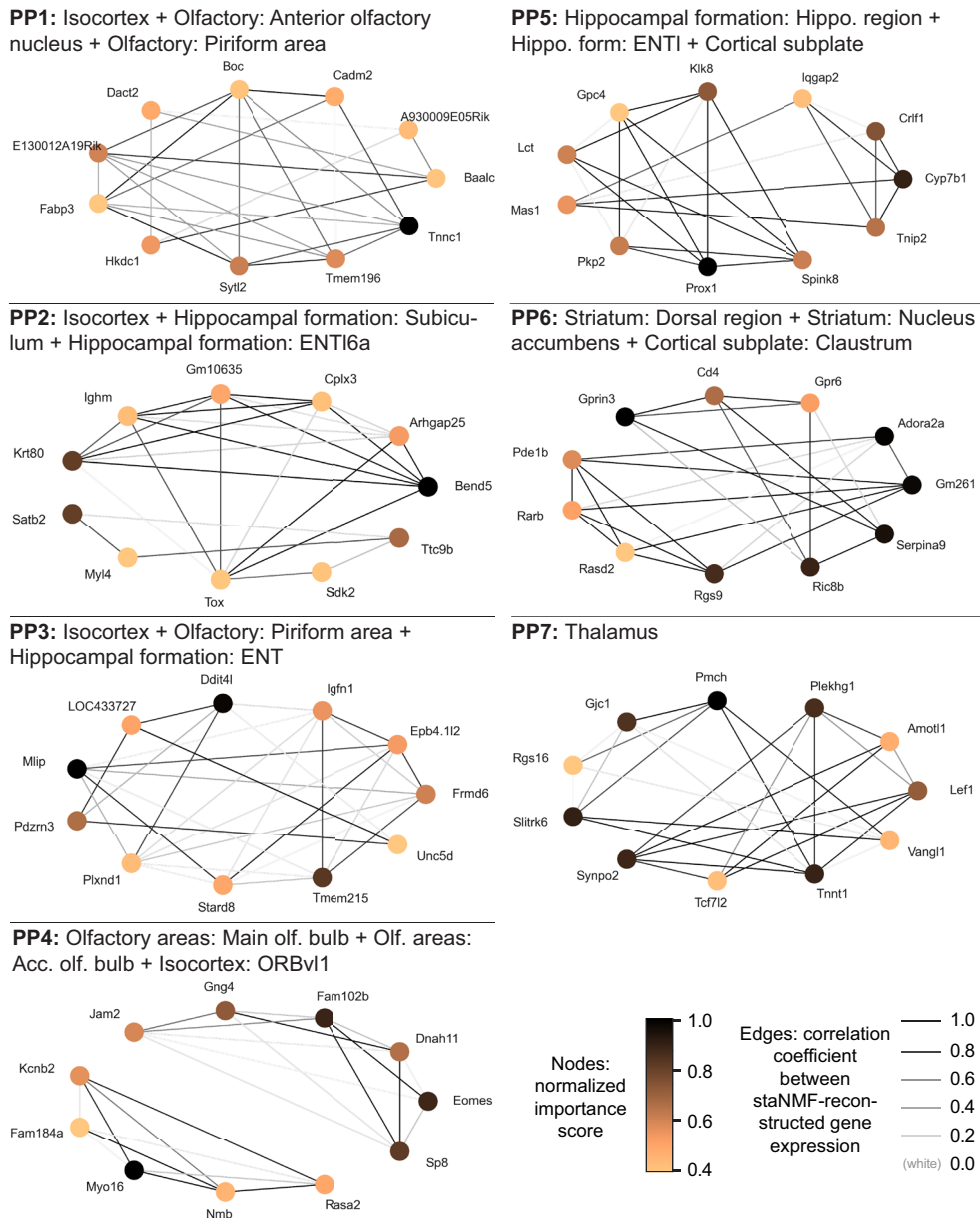 PP1: Isocortex + Olfactory: Anterior olfactory
nucleus + Olfactory: Piriform area
Boc
Cadm2
Dact2
A930009E05Rik
E130012A19Rik
Baalc
Fabp3
Tnnc1
Hkdc1
Tmem196
Sytl2
PP2: Isocortex + Hippocampal formation: Subicu-
lum + Hippocampal formation: ENTl6a
Gm10635
Cplx3
Ighm
Arhgap25
Krt80
Bend5
Satb2
Ttc9b
Myl4
Sdk2
Tox
PP3: Isocortex + Olfactory: Piriform area +
Hippocampal formation: ENT
Ddit4l
Igfn1
LOC433727
Epb4.1l2
Mlip
Frmd6
Pdzrn3
Unc5d
Plxnd1
Tmem215
Stard8
PP4: Olfactory areas: Main olf. bulb + Olf. areas:
Acc. olf. bulb + Isocortex: ORBvl1
Gng4
Fam102b
Jam2
Dnah11
Kcnb2
Eomes
Fam184a
Sp8
Myo16
Rasa2
Nmb
PP5: Hippocampal formation: Hippo. region +
Hippo. form: ENTl + Cortical subplate
Klk8
Iqgap2
Gpc4
Crlf1
Lct
Cyp7b1
Mas1
Tnip2
Pkp2
Spink8
Prox1
PP6: Striatum: Dorsal region + Striatum: Nucleus
accumbens + Cortical subplate: Claustrum
Cd4
Gpr6
Gprin3
Adora2a
Pde1b
Gm261
Rarb
Serpina9
Rasd2
Ric8b
Rgs9
PP7: Thalamus
Pmch
Plekhg1
Gjc1
Amotl1
Rgs16
Lef1
Slitrk6
Vangl1
Synpo2
Tnnt1
Tcf7l2
Nodes:
normalized
importance
score
1.0
0.8
0.6
0.4
Edges: correlation
coefficient
between
staNMF-recon-
structed gene
expression
1.0
0.8
0.6
0.4
0.2
(white) 0.0